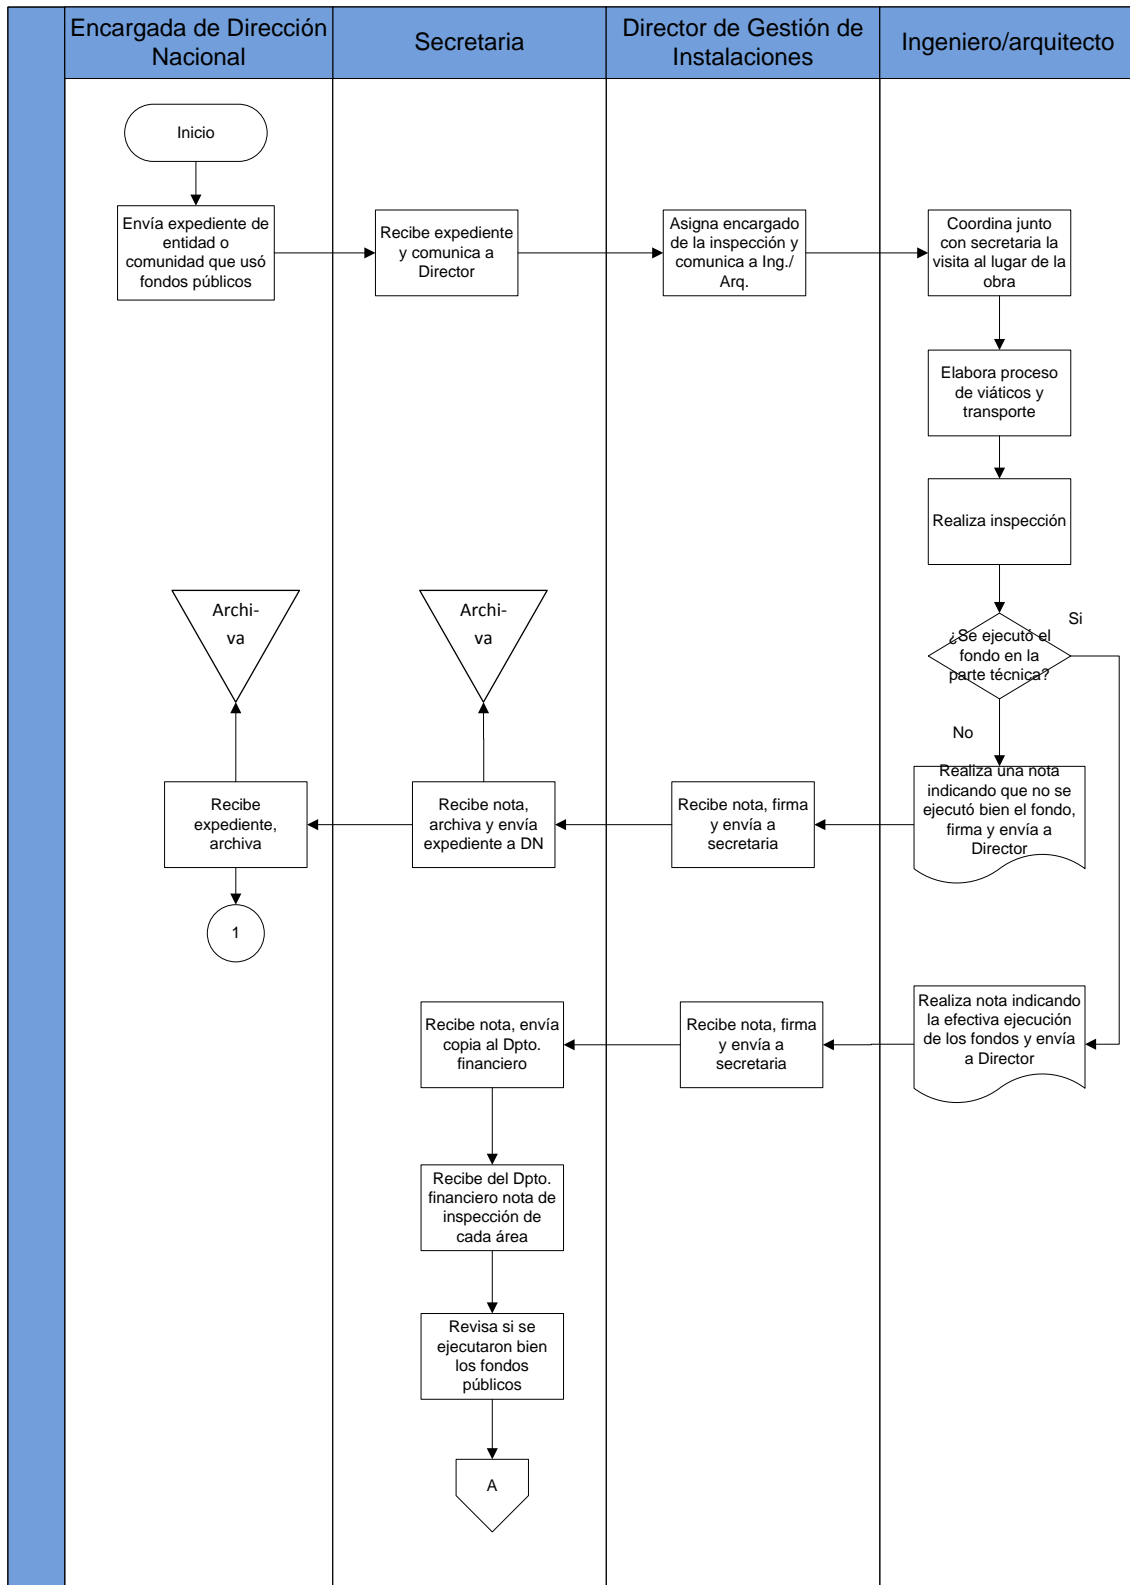 Encargada de Dirección
Nacional
Secretaria
Director de Gestión de
Instalaciones
Ingeniero/arquitecto
Inicio
Envía expediente de
entidad o
comunidad que usó
fondos públicos
Recibe expediente
y comunica a
Director
Asigna encargado
de la inspección y
comunica a Ing./
Arq.
Coordina junto
con secretaria la
visita al lugar de la
obra
Elabora proceso
de viáticos y
transporte
Realiza inspección
¿Se ejecutó el
fondo en la
parte técnica?
Si
No
Archi-
va
Archi-
va
Recibe
expediente,
archiva
Recibe nota,
archiva y envía
expediente a DN
Recibe nota, firma
y envía a
secretaria
Realiza una nota
indicando que no se
ejecutó bien el fondo,
firma y envía a
Director
1
Recibe nota, envía
copia al Dpto.
financiero
Recibe nota, firma
y envía a
secretaria
Realiza nota indicando
la efectiva ejecución
de los fondos y envía
a Director
Recibe del Dpto.
financiero nota de
inspección de
cada área
Revisa si se
ejecutaron bien
los fondos
públicos
A